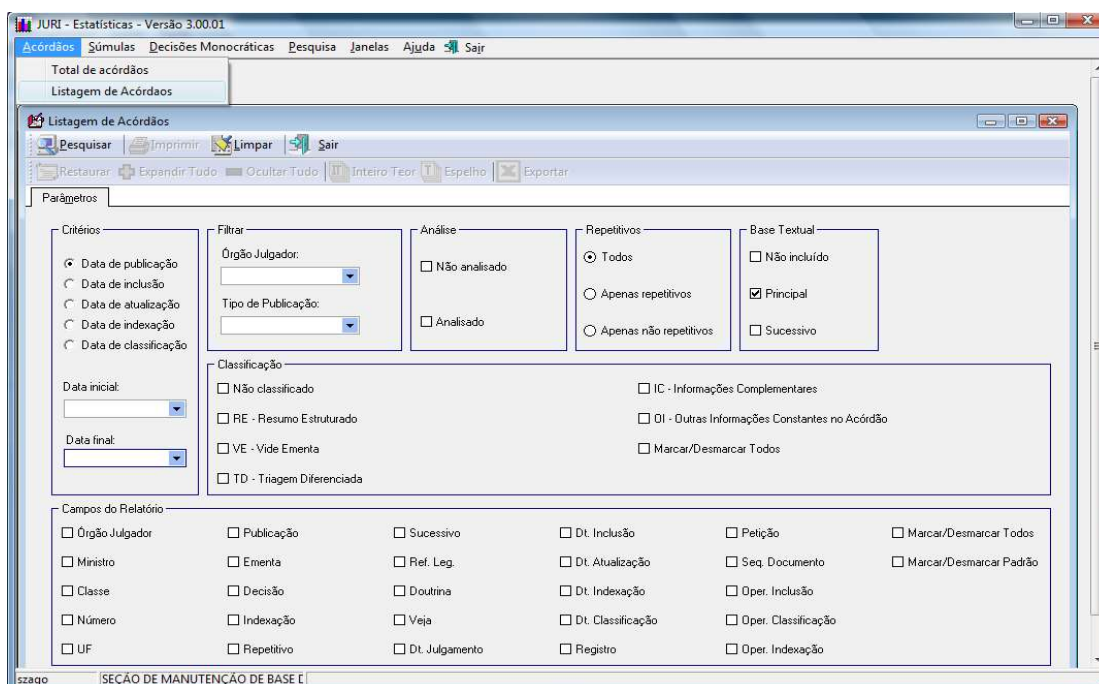 JURI - Estatísticas - Versão 3.00.01
Acórdãos Súmulas Decisões Monocráticas Pesquisa Janelas Ajuda Sair
Total de acórdãos
Listagem de Acórdaos
Listagem de Acórdãos
Pesquisar Imprimir Limpar Sair
Restaurar Expandir Tudo Ocultar Tudo Inteiro Teor Espelho Exportar
Parâmetros
Critérios
Data de publicação
Data de inclusão
Data de atualização
Data de indexação
Data de classificação
Data inicial:
Data final:
Filtrar
Órgão Julgador:
Tipo de Publicação:
Análise
Não analisado
Analisado
Repetitivos
Todos
Apenas repetitivos
Apenas não repetitivos
Base Textual
Não incluído
Principal
Sucessivo
Classificação
Não classificado
RE - Resumo Estruturado
VE - Vide Ementa
TD - Triagem Diferenciada
IC - Informações Complementares
OI - Outras Informações Constantes no Acórdão
Marcar/Desmarcar Todos
Campos do Relatório
Órgão Julgador Publicação Sucessivo Dt. Inclusão Petição Marcar/Desmarcar Todos
Ministro Ementa Ref. Leg. Dt. Atualização Seq. Documento Marcar/Desmarcar Padrão
Classe Decisão Doutrina Dt. Indexação Oper. Inclusão
Número Indexação Veja Dt. Classificação Oper. Classificação
UF Repetitivo Dt. Julgamento Registro Oper. Indexação
szago SEÇÃO DE MANUTENÇÃO DE BASE D